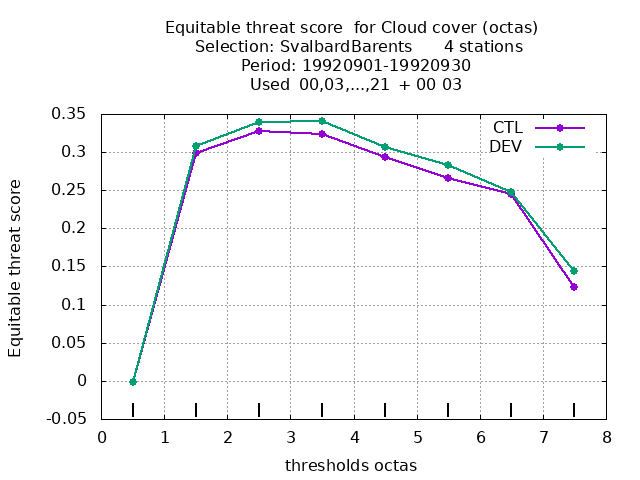 Equitable threat score  for Cloud cover (octas)
Selection: SvalbardBarents      4 stations
Period: 19920901-19920930
Used  00,03,...,21  + 00 03
0.35
0.3
0.25
0.2
0.15
0.1
0.05
0
-0.05
CTL
DEV
Equitable threat score
0 1 2 3 4 5 6 7 8
thresholds octas